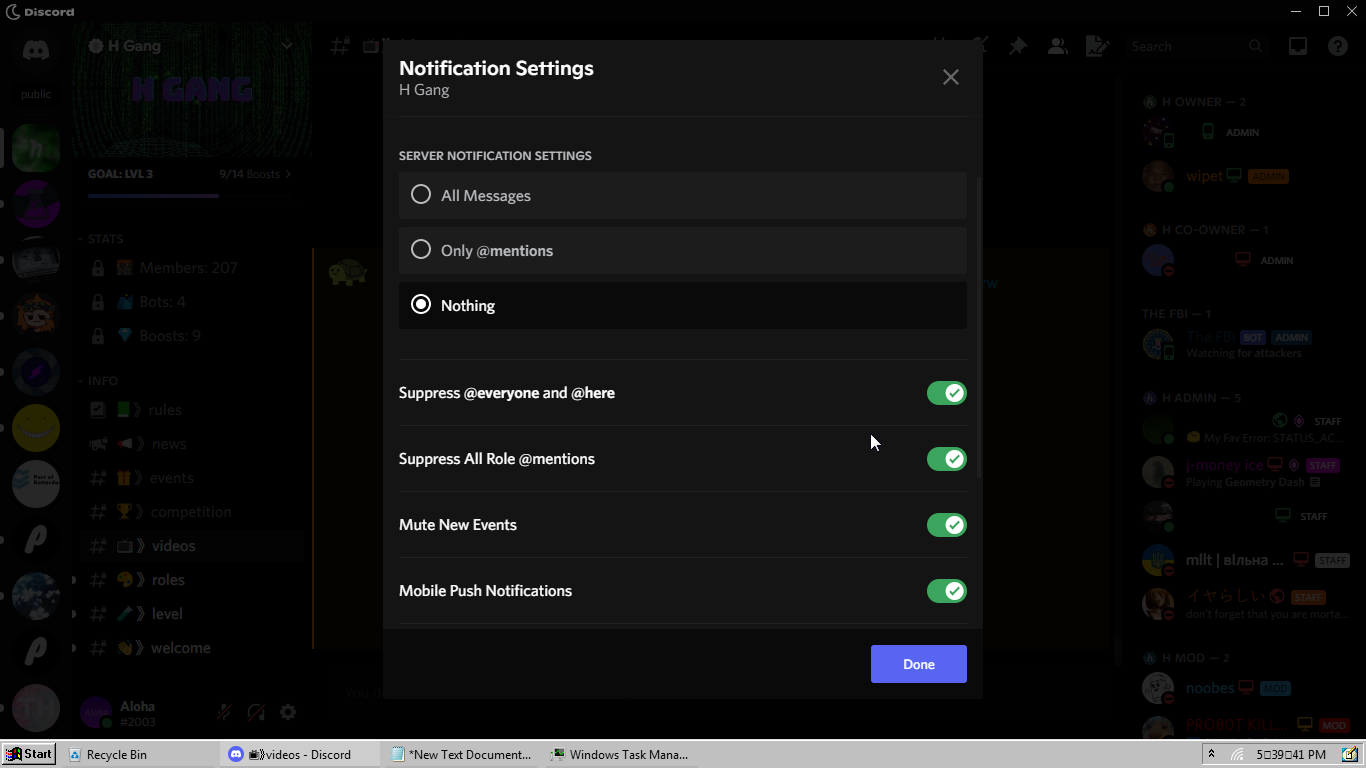 Discord
H Gang
public
H GANG
GOAL: LVL 3 9/14 Boosts
STATS
Members: 207
Bots: 4
Boosts: 9
INFO
rules
news
events
competition
videos
roles
level
welcome
Aloha
#2003
Notification Settings
H Gang
SERVER NOTIFICATION SETTINGS
All Messages
Only @mentions
Nothing
Suppress @everyone and @here
Suppress All Role @mentions
Mute New Events
Mobile Push Notifications
Done
Search
H OWNER — 2
ADMIN
wipet ADMIN
H CO-OWNER — 1
ADMIN
THE FBI — 1
The FBI BOT ADMIN
Watching for attackers
H ADMIN — 5
STAFF
My Fav Error: STATUS_AC...
j-money ice STAFF
Playing Geometry Dash
STAFF
mllt | вільна ... STAFF
イヤらしい STAFF
don't forget that you are morta...
H MOD — 2
noobes MOD
PROBOT KILL... MOD
Start Recycle Bin videos - Discord *New Text Document... Windows Task Mana... 5:39:41 PM